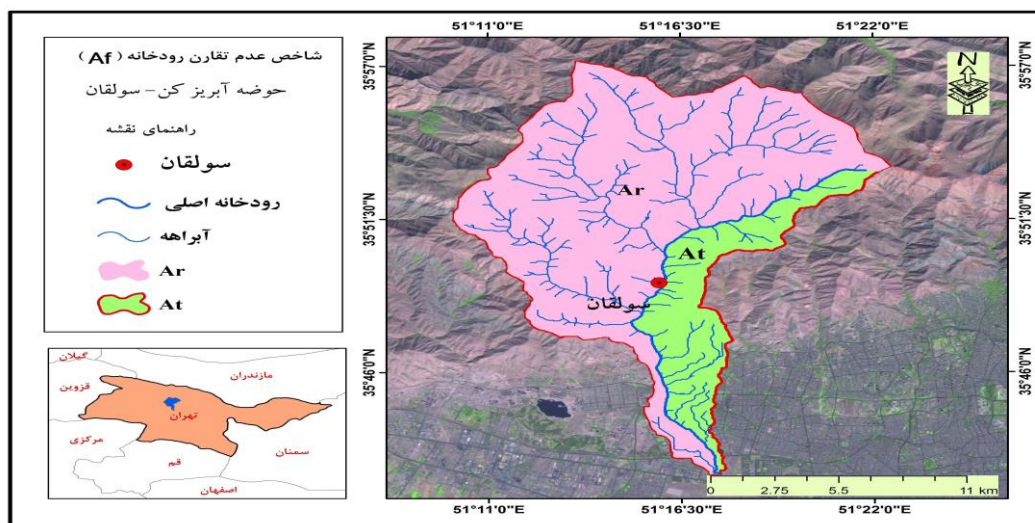 شاخص عدم تقارن رودخانه ( Af )
حوضه آبریز کن- سولقان
راهنمای نقشه
سولقان
رودخانه اصلی
آبراهه
Ar
At
گیلان
مازندران
قزوین
تهران
مرکزی
سمنان
قم
اصفهان
51°11'0"E
51°16'30"E
51°22'0"E
35°57'0"N
35°57'0"N
N
Ar
35°51'30"N
35°51'30"N
At
سولقان
35°46'0"N
35°46'0"N
0 2.75 5.5 11 km
51°11'0"E
51°16'30"E
51°22'0"E